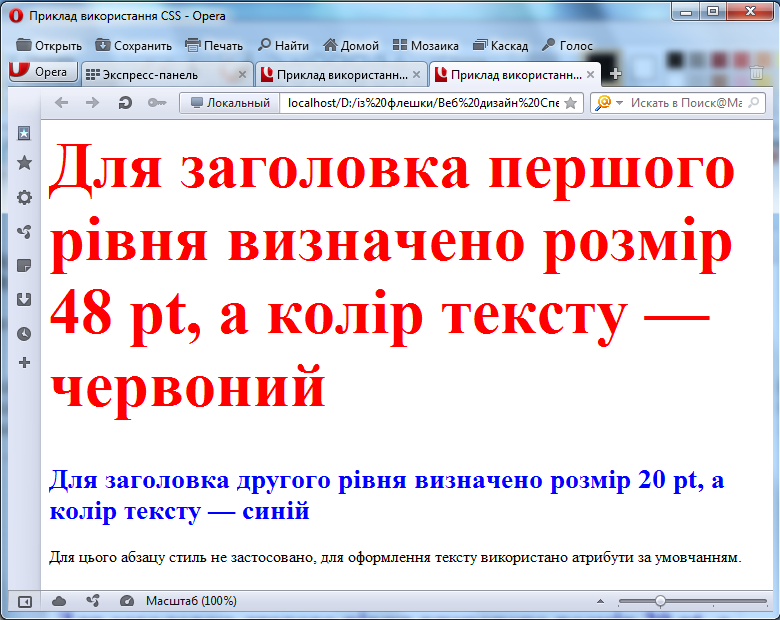 Приклад використання CSS - Opera
Открыть Сохранить Печать Найти Домой Мозаика Каскад Голос
Opera Экспресс-панель Приклад використанн... Приклад використанн...
Локальный localhost/D:/із%20флешки/Веб%20дизайн%20Спе Искать в Поиск@Ma
Для заголовка першого
рівня визначено розмір
48 pt, а колір тексту —
червоний
Для заголовка другого рівня визначено розмір 20 pt, а
колір тексту — синій
Для цього абзацу стиль не застосовано, для оформлення тексту використано атрибути за умовчанням.
Масштаб (100%)